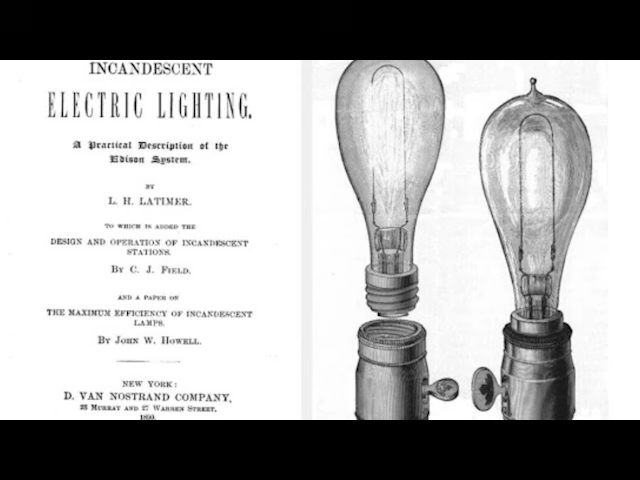 INCANDESCENT
ELECTRIC LIGHTING.
A Practical Description of the
Edison System.
BY
L. H. LATIMER.
TO WHICH IS ADDED THE
DESIGN AND OPERATION OF INCANDESCENT
STATIONS.
By C. J. FIELD.
AND A PAPER ON
THE MAXIMUM EFFICIENCY OF INCANDESCENT
LAMPS.
By JOHN W. HOWELL.
NEW YORK:
D. VAN NOSTRAND COMPANY,
23 MURRAY AND 27 WARREN STREET,
1890.